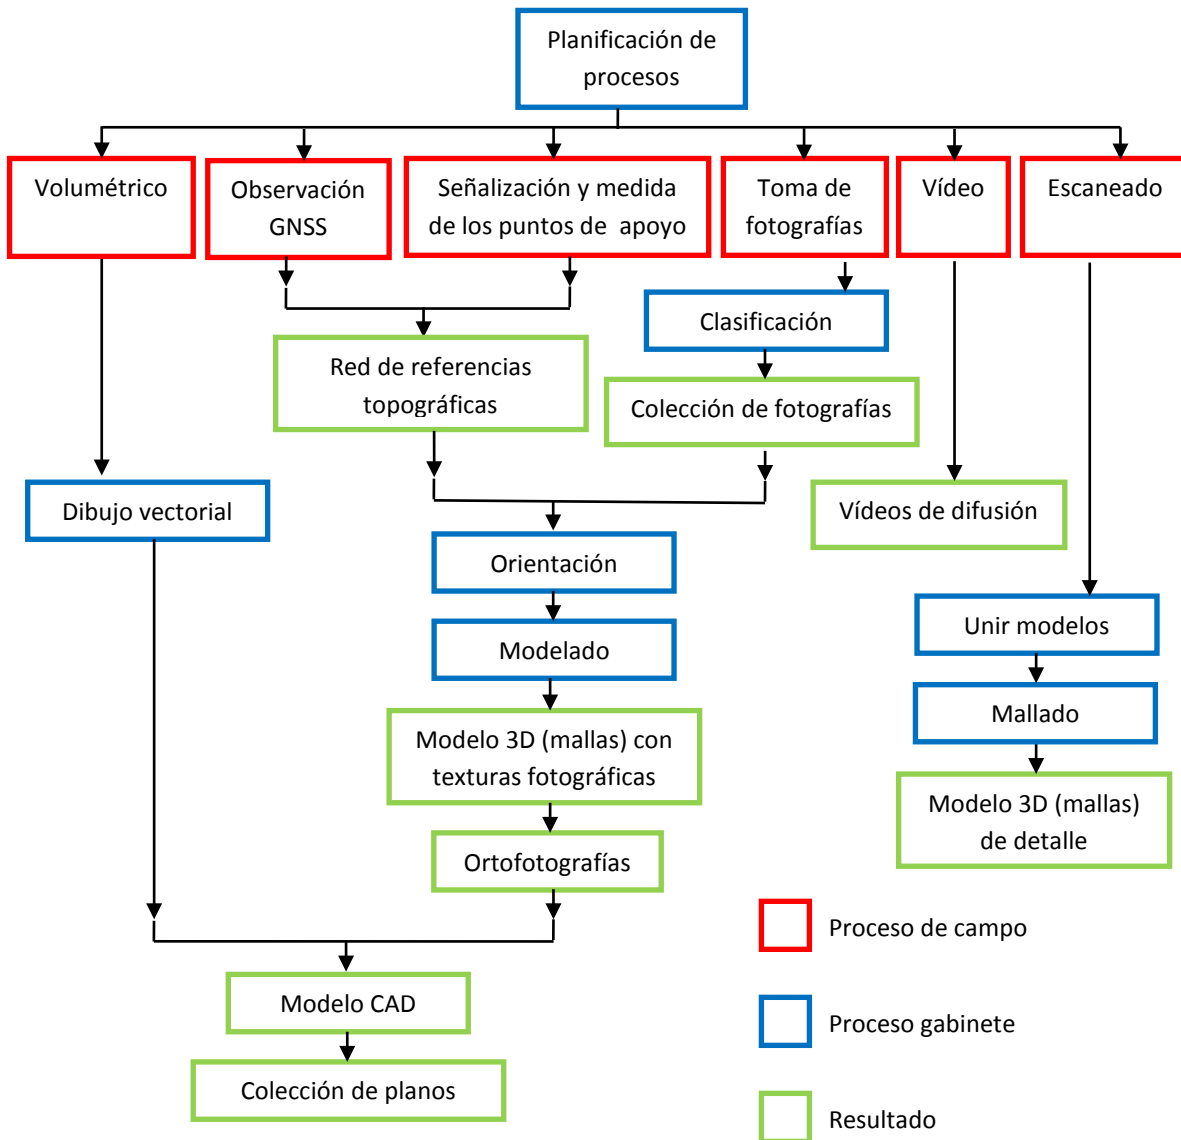 Planificación de
procesos
Volumétrico
Observación
GNSS
Señalización y medida
de los puntos de apoyo
Toma de
fotografías
Vídeo
Escaneado
Clasificación
Red de referencias
topográficas
Colección de fotografías
Dibujo vectorial
Vídeos de difusión
Orientación
Unir modelos
Modelado
Mallado
Modelo 3D (mallas) con
texturas fotográficas
Modelo 3D (mallas)
de detalle
Ortofotografías
Proceso de campo
Modelo CAD
Proceso gabinete
Colección de planos
Resultado